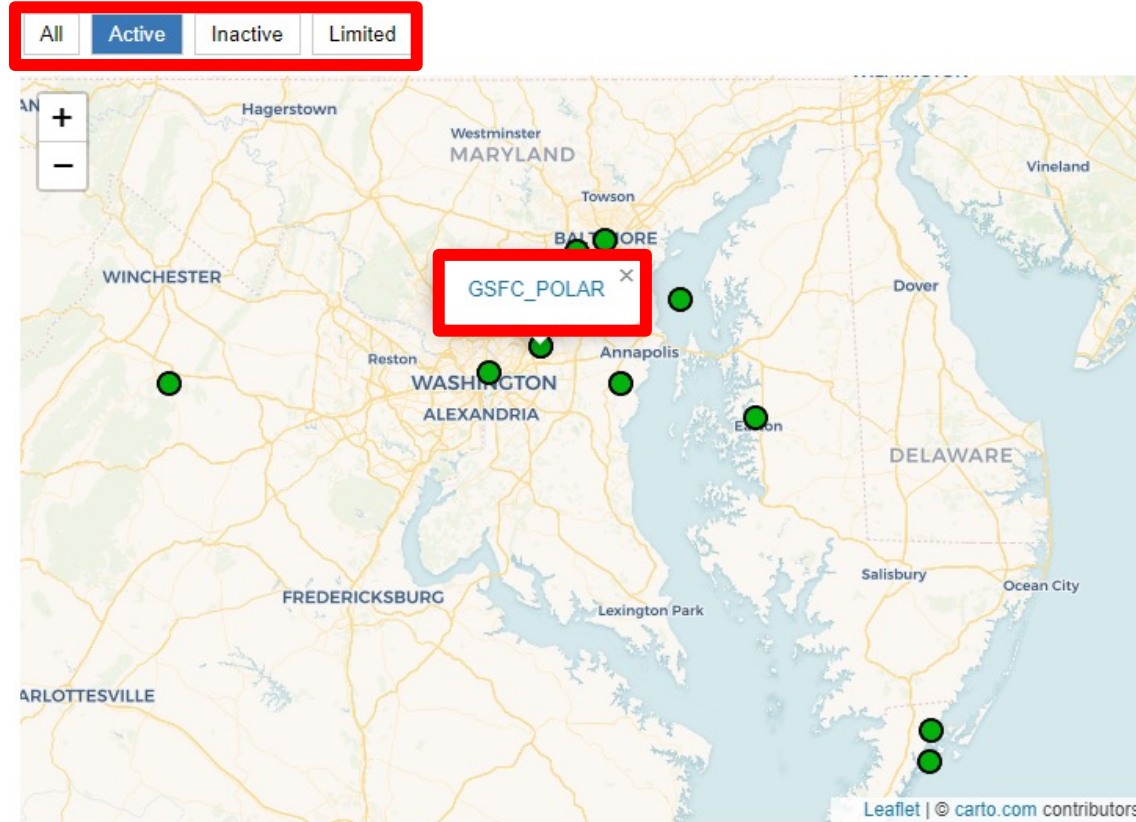 All Active Inactive Limited
+
−
Hagerstown
Westminster
MARYLAND
Vineland
Towson
WINCHESTER
GSFC_POLAR ×
Dover
Reston
Annapolis
WASHINGTON
ALEXANDRIA
DELAWARE
Salisbury
Ocean City
FREDERICKSBURG
Lexington Park
ARLOTTESVILLE
Leaflet | © carto.com contributors